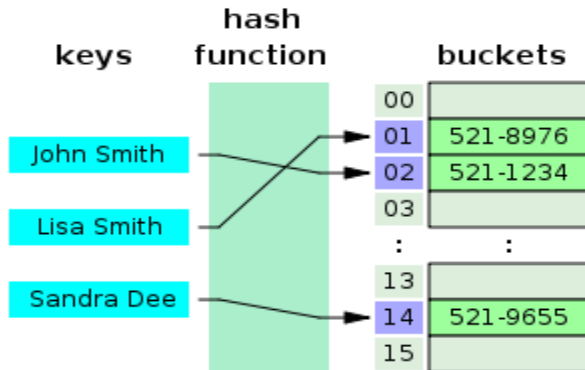 keys
hash
function
buckets
John Smith
Lisa Smith
Sandra Dee
00
01 521-8976
02 521-1234
03
: :
13
14 521-9655
15